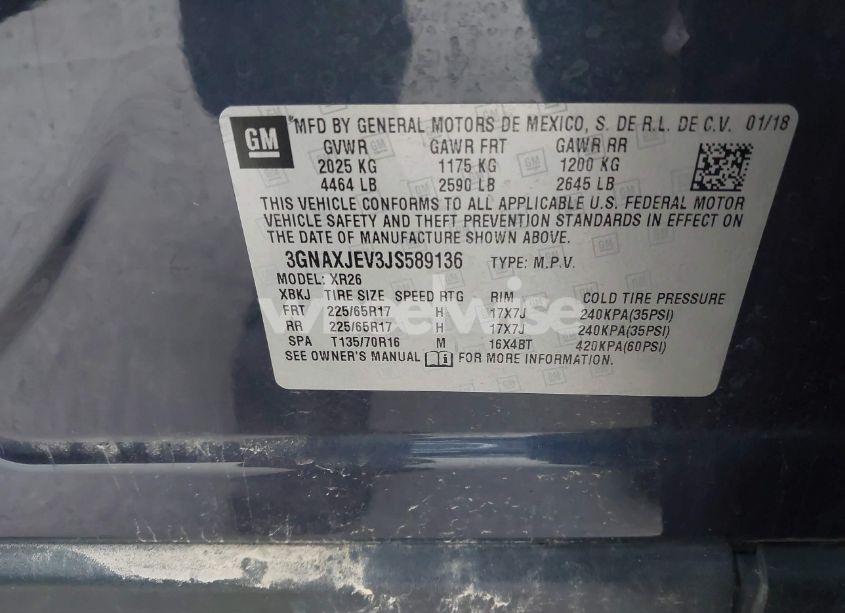 GM
*MFD BY GENERAL MOTORS DE MEXICO, S. DE R.L. DE C.V. 01/18
GVWR GAWR FRT GAWR RR
2025 KG 1175 KG 1200 KG
4464 LB 2590 LB 2645 LB
THIS VEHICLE CONFORMS TO ALL APPLICABLE U.S. FEDERAL MOTOR
VEHICLE SAFETY AND THEFT PREVENTION STANDARDS IN EFFECT ON
THE DATE OF MANUFACTURE SHOWN ABOVE.
3GNAXJEV3JS589136 TYPE: M.P.V.
MODEL: XR26
XBKJ TIRE SIZE SPEED RTG RIM COLD TIRE PRESSURE
FRT 225/65R17 H 17X7J 240KPA(35PSI)
RR 225/65R17 H 17X7J 240KPA(35PSI)
SPA T135/70R16 M 16X4BT 420KPA(60PSI)
SEE OWNER'S MANUAL i FOR MORE INFORMATION.
wheelwise